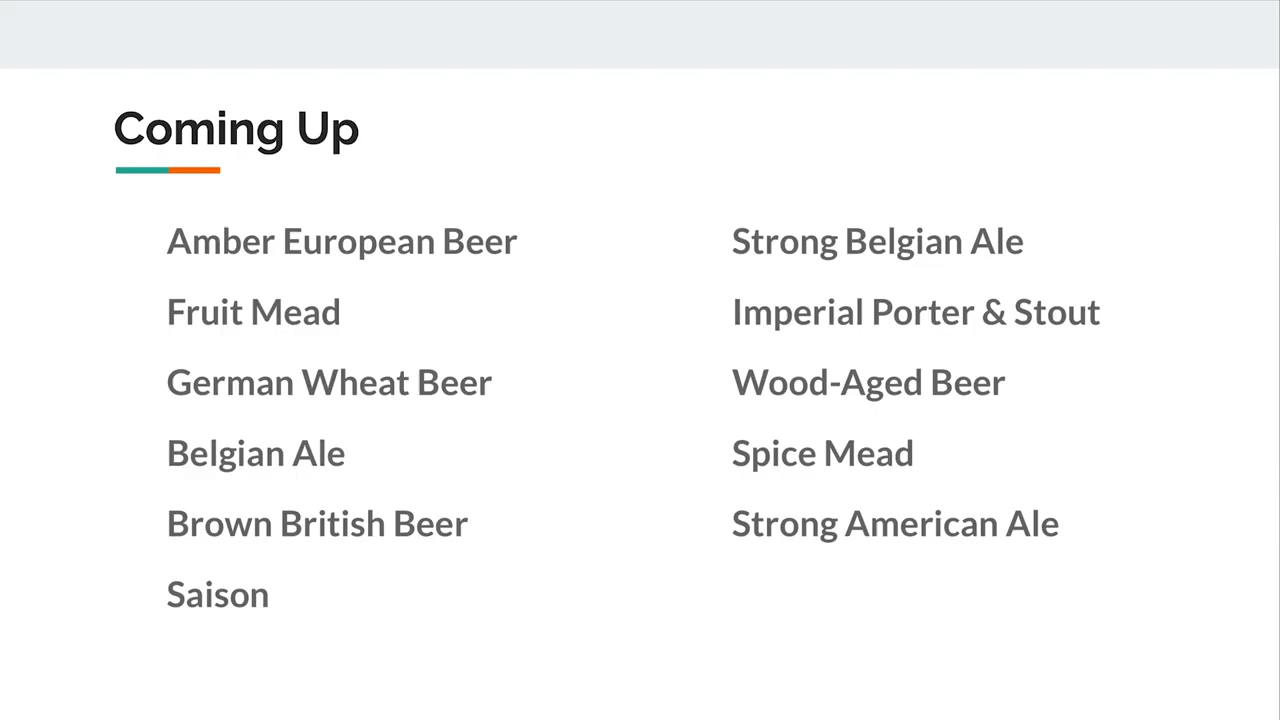 Coming Up
Amber European Beer
Fruit Mead
German Wheat Beer
Belgian Ale
Brown British Beer
Saison
Strong Belgian Ale
Imperial Porter & Stout
Wood-Aged Beer
Spice Mead
Strong American Ale